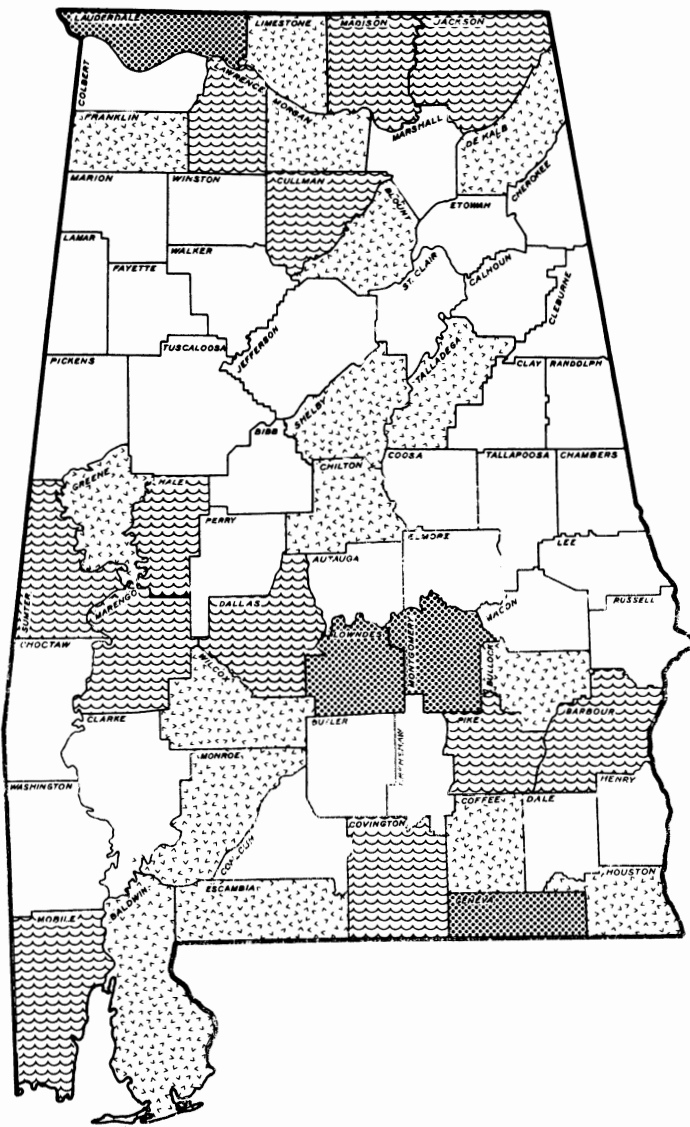 LAUDERDALE
LIMESTONE
MADISON
JACKSON
COLBERT
LAWRENCE
MORGAN
FRANKLIN
MARSHALL
DE KALB
CHEROKEE
MARION
WINSTON
CULLMAN
BLOUNT
ETOWAH
LAMAR
WALKER
FAYETTE
ST. CLAIR
CALHOUN
CLEBURNE
JEFFERSON
TUSCALOOSA
PICKENS
TALLADEGA
CLAY
RANDOLPH
SHELBY
BIBB
CHILTON
COOSA
TALLAPOOSA
CHAMBERS
GREENE
HALE
PERRY
ELMORE
LEE
AUTAUGA
SUMTER
MARENGO
DALLAS
LOWNDES
MONTGOMERY
MACON
RUSSELL
CHOCTAW
WILCOX
BULLOCK
CLARKE
BUTLER
CRENSHAW
PIKE
BARBOUR
MONROE
WASHINGTON
HENRY
COFFEE
DALE
COVINGTON
CONECUH
HOUSTON
ESCAMBIA
GENEVA
BALDWIN
MOBILE